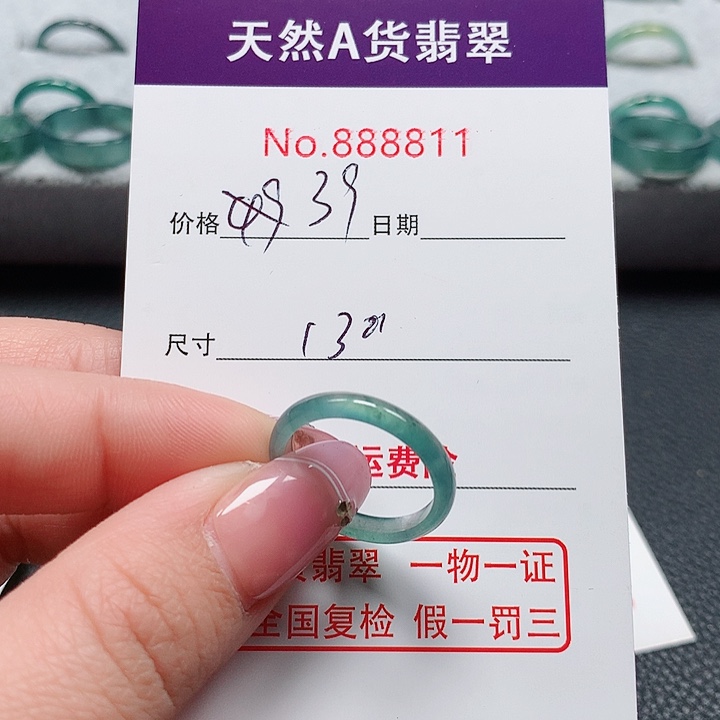 天然A货翡翠
No.888811
价格 49 39 日期
尺寸 13
运费险
翡翠 一物一证
全国复检 假一罚三